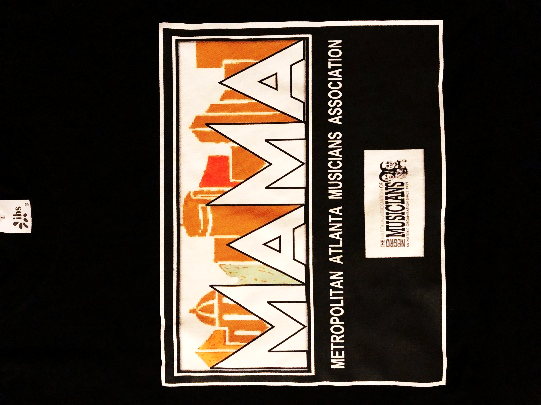 MAMA
METROPOLITAN ATLANTA MUSICIANS ASSOCIATION
NEGRO
MUSICIANS